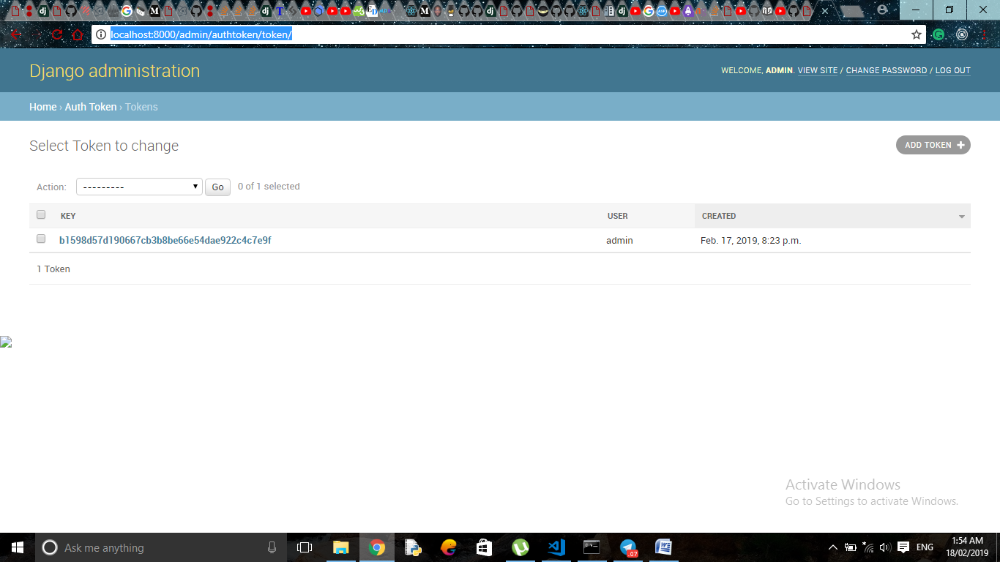 localhost:8000/admin/authtoken/token/
Django administration
WELCOME, ADMIN. VIEW SITE / CHANGE PASSWORD / LOG OUT
Home › Auth Token › Tokens
Select Token to change
ADD TOKEN +
Action: --------- Go 0 of 1 selected
KEY USER CREATED
b1598d57d190667cb3b8be66e54dae922c4c7e9f admin Feb. 17, 2019, 8:23 p.m.
1 Token
Activate Windows
Go to Settings to activate Windows.
Ask me anything
.07
ENG
1:54 AM
18/02/2019